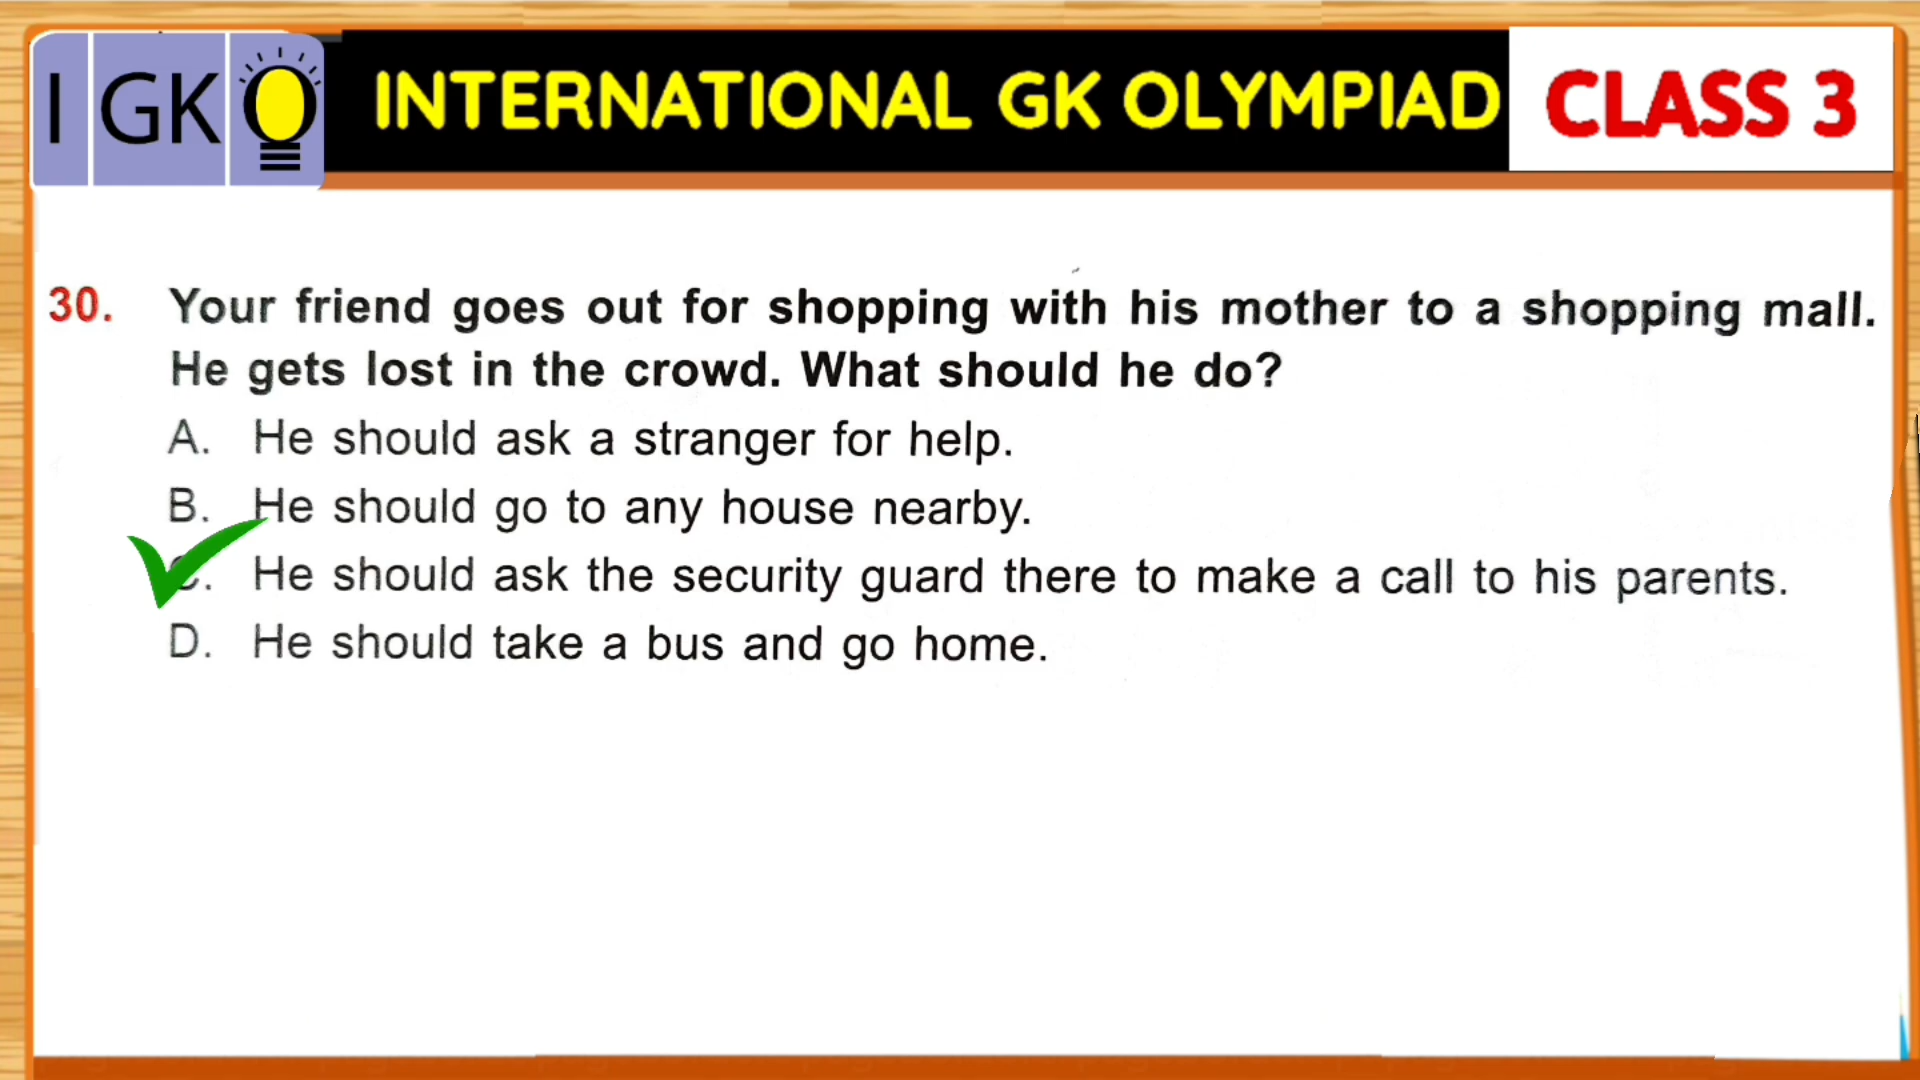 I GK
INTERNATIONAL GK OLYMPIAD
CLASS 3
30. Your friend goes out for shopping with his mother to a shopping mall.
He gets lost in the crowd. What should he do?
A. He should ask a stranger for help.
B. He should go to any house nearby.
C. He should ask the security guard there to make a call to his parents.
D. He should take a bus and go home.